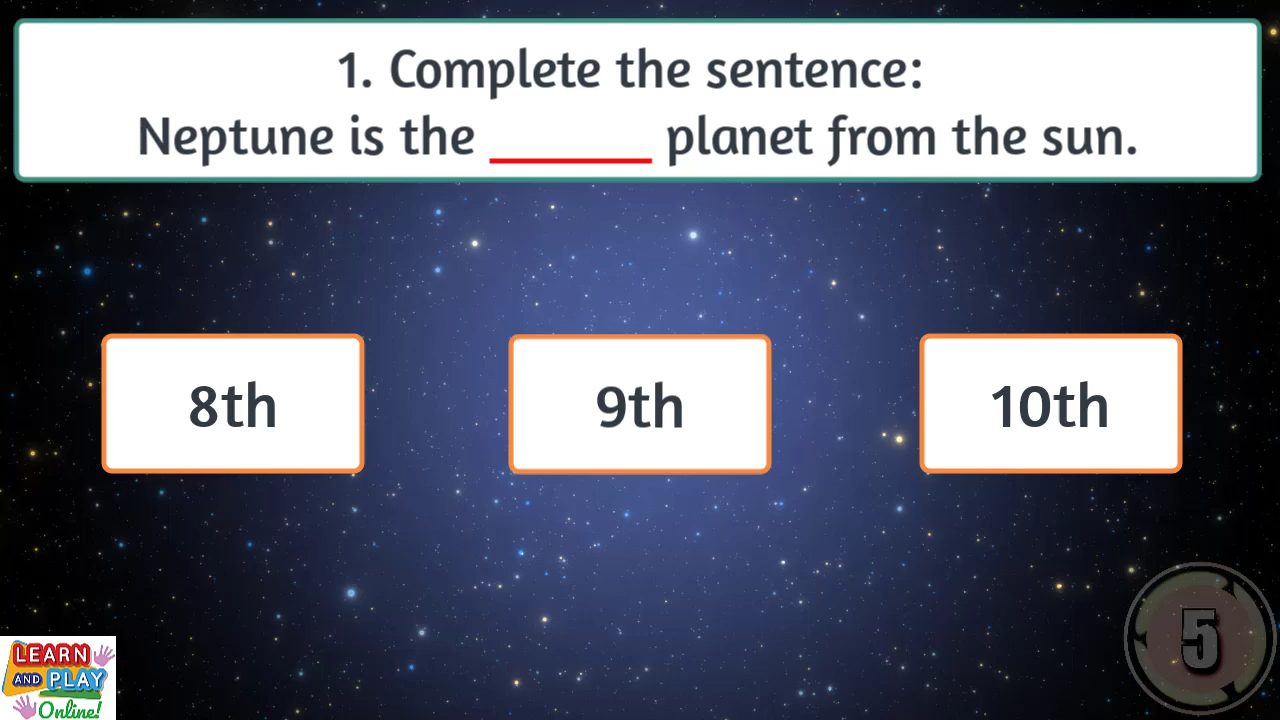 1. Complete the sentence:
Neptune is the ______ planet from the sun.
8th
9th
10th
5
LEARN
AND PLAY
Online!